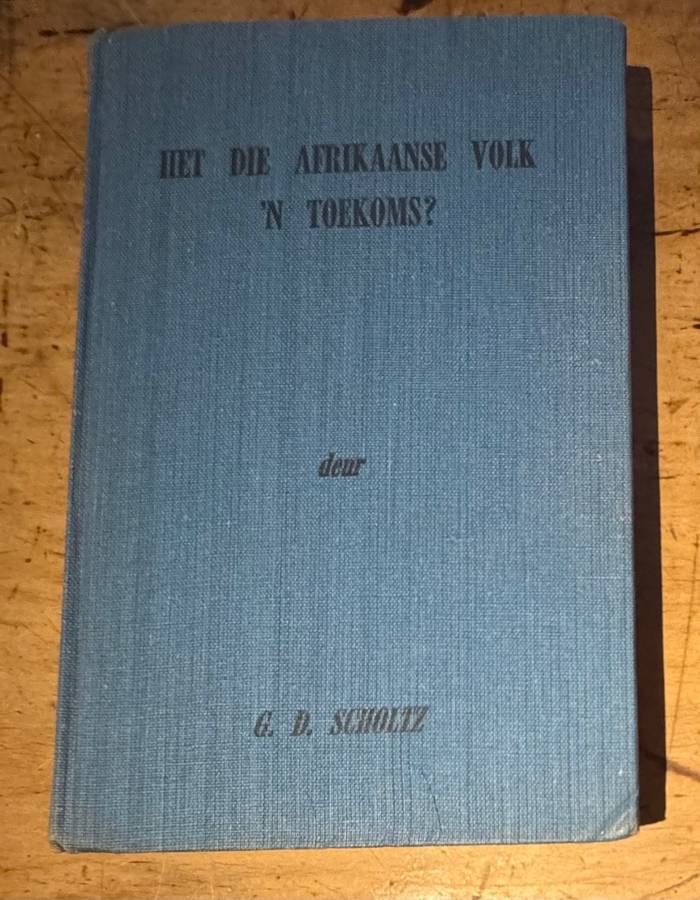 HET DIE AFRIKAANSE VOLK
'N TOEKOMS?
deur
G. D. SCHOLTZ